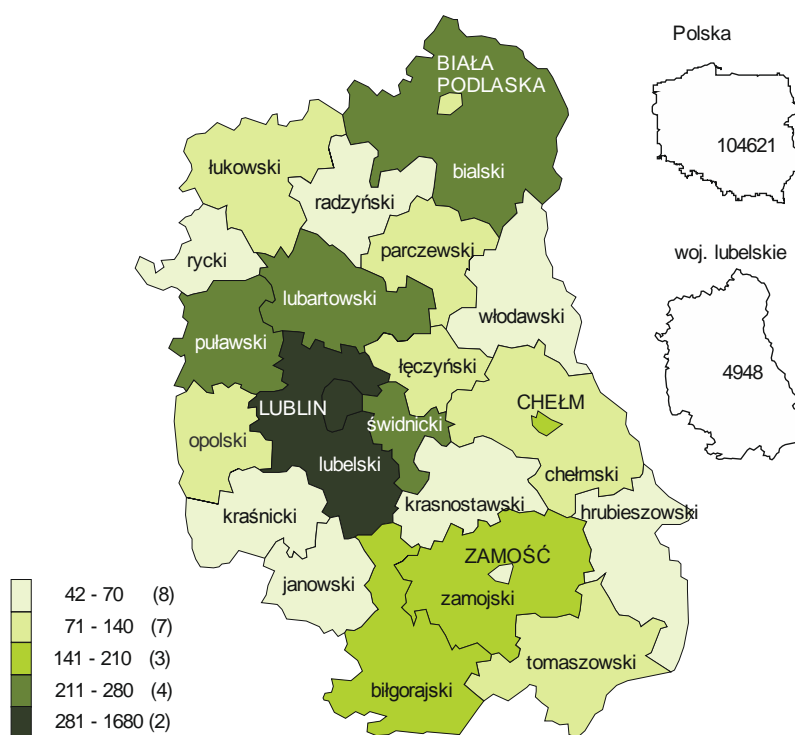 Polska
104621
BIAŁA
PODLASKA
łukowski
bialski
radzyński
parczewski
rycki
woj. lubelskie
lubartowski
włodawski
puławski
łęczyński
4948
LUBLIN
CHEŁM
świdnicki
opolski
lubelski
chełmski
krasnostawski
hrubieszowski
kraśnicki
ZAMOŚĆ
janowski
zamojski
tomaszowski
biłgorajski
42 - 70 (8)
71 - 140 (7)
141 - 210 (3)
211 - 280 (4)
281 - 1680 (2)